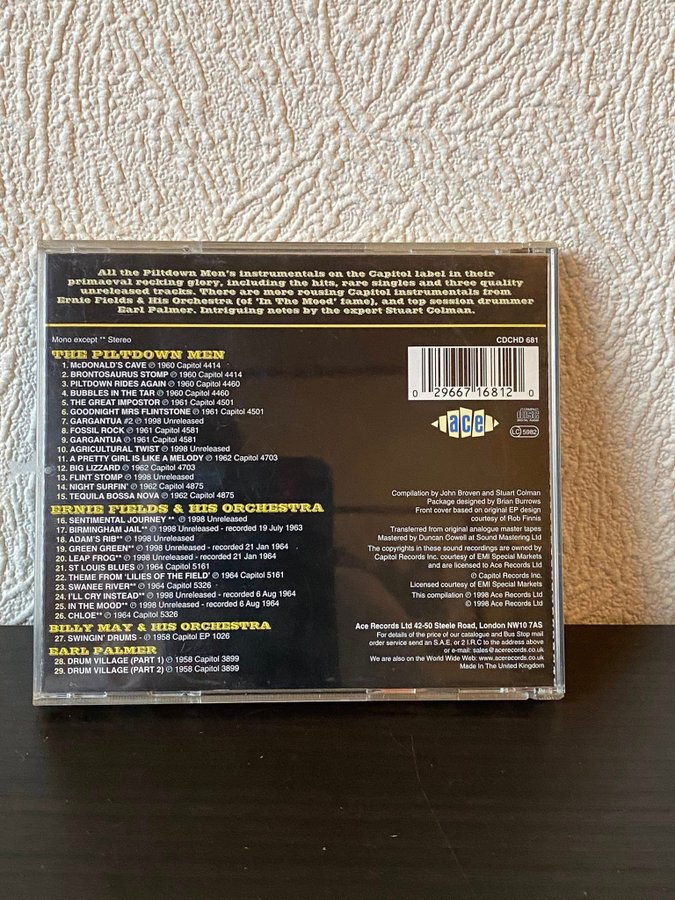 All the Piltdown Men's instrumentals on the Capitol label in their
primaeval rocking glory, including the hits, rare singles and three quality
unreleased tracks. There are more rousing Capitol instrumentals from
Ernie Fields & His Orchestra (of 'In The Mood' fame), and top session drummer
Earl Palmer. Intriguing notes by the expert Stuart Colman.
Mono except ** Stereo
CDCHD 681
THE PILTDOWN MEN
1. McDONALD'S CAVE ℗ 1960 Capitol 4414
2. BRONTOSAURUS STOMP ℗ 1960 Capitol 4414
3. PILTDOWN RIDES AGAIN ℗ 1960 Capitol 4460
4. BUBBLES IN THE TAR ℗ 1960 Capitol 4460
5. THE GREAT IMPOSTOR ℗ 1961 Capitol 4501
6. GOODNIGHT MRS FLINTSTONE ℗ 1961 Capitol 4501
7. GARGANTUA #2 ℗ 1998 Unreleased
8. FOSSIL ROCK ℗ 1961 Capitol 4581
9. GARGANTUA ℗ 1961 Capitol 4581
10. AGRICULTURAL TWIST ℗ 1998 Unreleased
11. A PRETTY GIRL IS LIKE A MELODY ℗ 1962 Capitol 4703
12. BIG LIZZARD ℗ 1962 Capitol 4703
13. FLINT STOMP ℗ 1998 Unreleased
14. NIGHT SURFIN' ℗ 1962 Capitol 4875
15. TEQUILA BOSSA NOVA ℗ 1962 Capitol 4875
ERNIE FIELDS & HIS ORCHESTRA
16. SENTIMENTAL JOURNEY ** ℗ 1998 Unreleased
17. BIRMINGHAM JAIL** ℗ 1998 Unreleased - recorded 19 July 1963
18. ADAM'S RIB** ℗ 1998 Unreleased
19. GREEN GREEN** ℗ 1998 Unreleased - recorded 21 Jan 1964
20. LEAP FROG** ℗ 1998 Unreleased - recorded 21 Jan 1964
21. ST LOUIS BLUES ℗ 1964 Capitol 5161
22. THEME FROM 'LILIES OF THE FIELD' ℗ 1964 Capitol 5161
23. SWANEE RIVER** ℗ 1964 Capitol 5326
24. I'LL CRY INSTEAD** ℗ 1998 Unreleased - recorded 6 Aug 1964
25. IN THE MOOD** ℗ 1998 Unreleased - recorded 6 Aug 1964
26. CHLOE** ℗ 1964 Capitol 5326
BILLY MAY & HIS ORCHESTRA
27. SWINGIN' DRUMS - ℗ 1958 Capitol EP 1026
EARL PALMER
28. DRUM VILLAGE (PART 1) ℗ 1958 Capitol 3899
29. DRUM VILLAGE (PART 2) ℗ 1958 Capitol 3899
0 29667 16812 0
ace
COMPACT
disc
DIGITAL AUDIO
LC 5982
Compilation by John Broven and Stuart Colman
Package designed by Brian Burrows
Front cover based on original EP design
courtesy of Rob Finnis
Transferred from original analogue master tapes
Mastered by Duncan Cowell at Sound Mastering Ltd
The copyrights in these sound recordings are owned by
Capitol Records Inc. courtesy of EMI Special Markets
and are licensed to Ace Records Ltd
℗ Capitol Records Inc.
Licensed courtesy of EMI Special Markets
This compilation ℗ 1998 Ace Records Ltd
© 1998 Ace Records Ltd
Ace Records Ltd 42-50 Steele Road, London NW10 7AS
For details of the price of our catalogue and Bus Stop mail
order service send an S.A.E. or 2 I.R.C to the address above
or e-mail: sales@acerecords.co.uk
We are also on the World Wide Web: www.acerecords.co.uk
Made In The United Kingdom